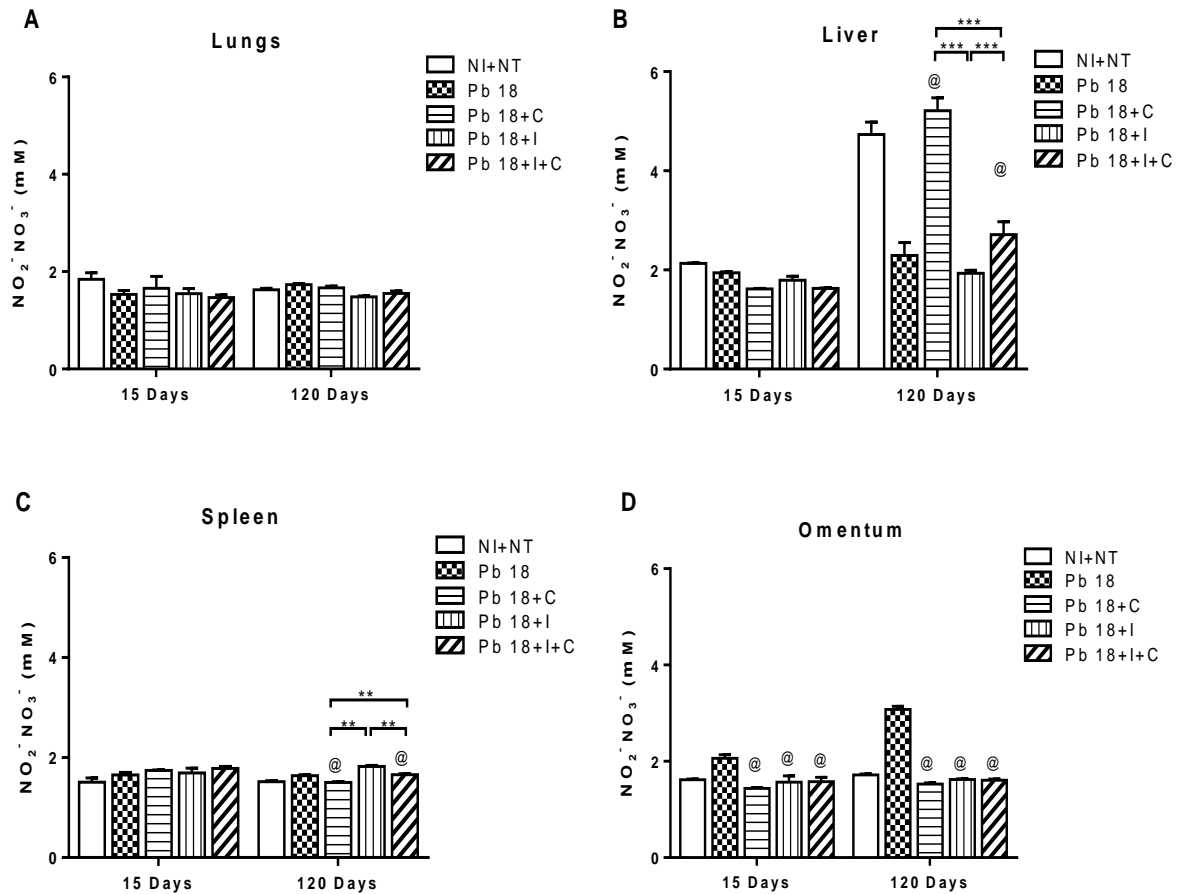 A
Lungs
NI+NT
Pb 18
Pb 18+C
Pb 18+I
Pb 18+I+C
NO₂⁻NO₃⁻ (mM)
6
4
2
0
15 Days
120 Days
B
Liver
NI+NT
Pb 18
Pb 18+C
Pb 18+I
Pb 18+I+C
NO₂⁻NO₃⁻ (mM)
6
4
2
0
***
*** ***
@
@
15 Days
120 Days
C
Spleen
NI+NT
Pb 18
Pb 18+C
Pb 18+I
Pb 18+I+C
NO₂⁻NO₃⁻ (mM)
6
4
2
0
**
** **
@ @
15 Days
120 Days
D
Omentum
NI+NT
Pb 18
Pb 18+C
Pb 18+I
Pb 18+I+C
NO₂⁻NO₃⁻ (mM)
6
4
2
0
@ @ @ @ @ @
15 Days
120 Days